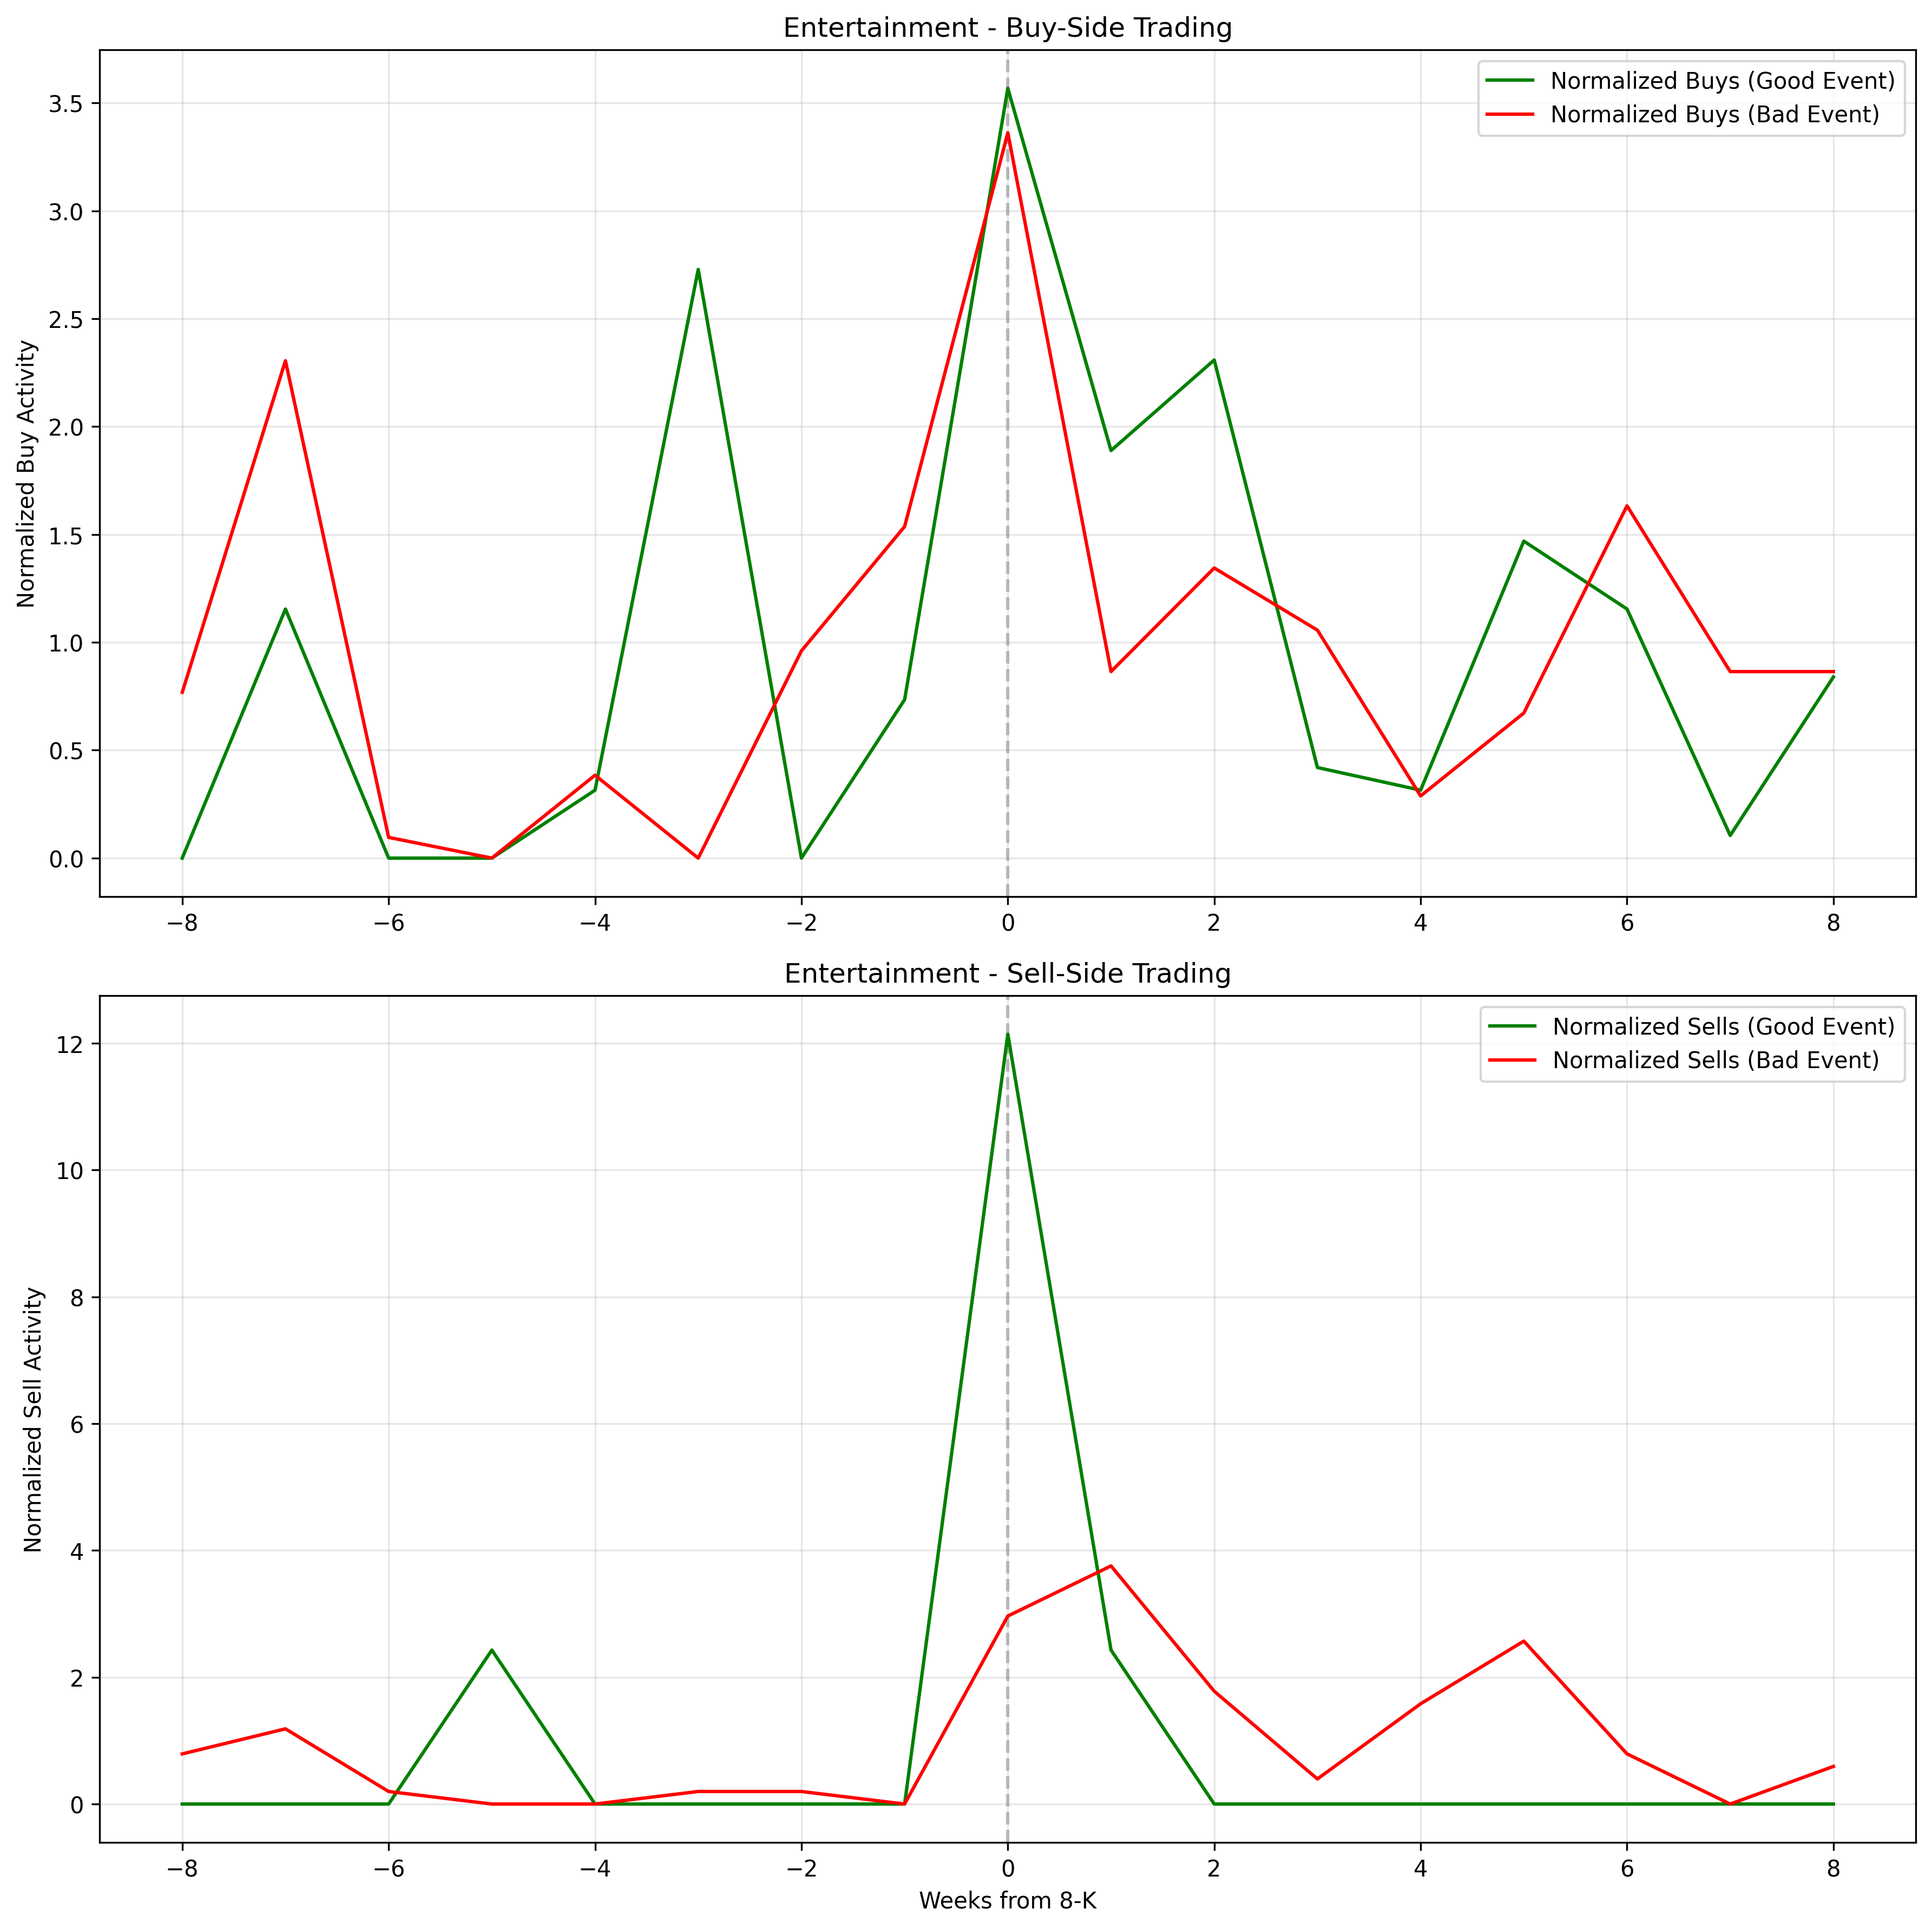 Entertainment - Buy-Side Trading
Normalized Buys (Good Event)
Normalized Buys (Bad Event)
Normalized Buy Activity
3.5
3.0
2.5
2.0
1.5
1.0
0.5
0.0
−8 −6 −4 −2 0 2 4 6 8
Entertainment - Sell-Side Trading
Normalized Sells (Good Event)
Normalized Sells (Bad Event)
Normalized Sell Activity
12
10
8
6
4
2
0
−8 −6 −4 −2 0 2 4 6 8
Weeks from 8-K